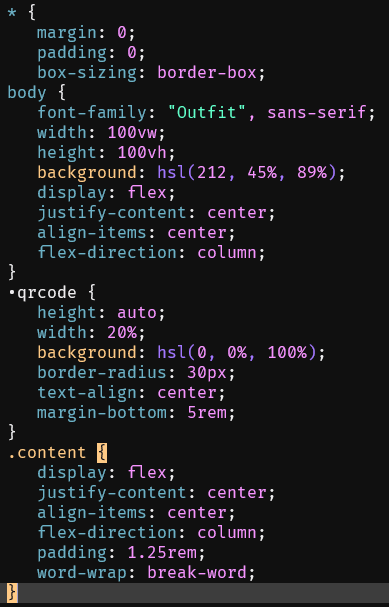 * {
margin: 0;
padding: 0;
box-sizing: border-box;
body {
font-family: "Outfit", sans-serif;
width: 100vw;
height: 100vh;
background: hsl(212, 45%, 89%);
display: flex;
justify-content: center;
align-items: center;
flex-direction: column;
}
•qrcode {
height: auto;
width: 20%;
background: hsl(0, 0%, 100%);
border-radius: 30px;
text-align: center;
margin-bottom: 5rem;
}
.content {
display: flex;
justify-content: center;
align-items: center;
flex-direction: column;
padding: 1.25rem;
word-wrap: break-word;
}